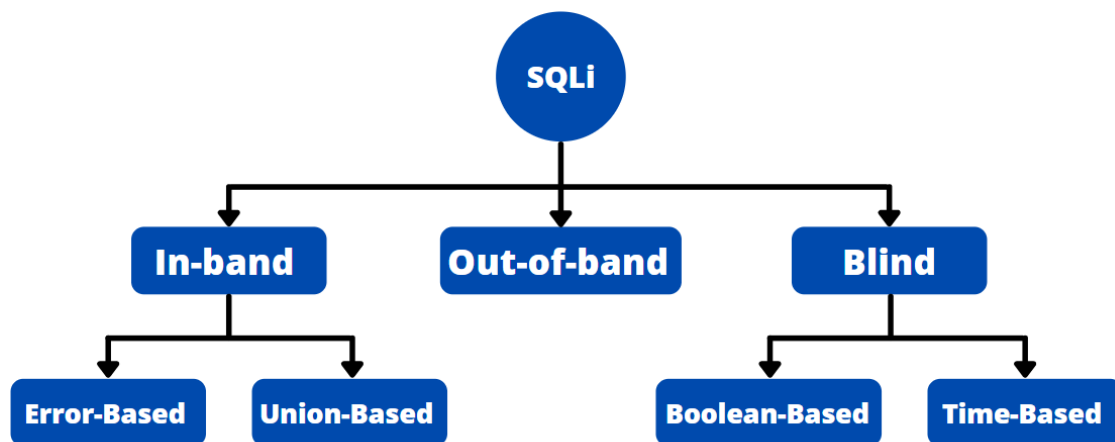 SQLi
In-band
Out-of-band
Blind
Error-Based
Union-Based
Boolean-Based
Time-Based